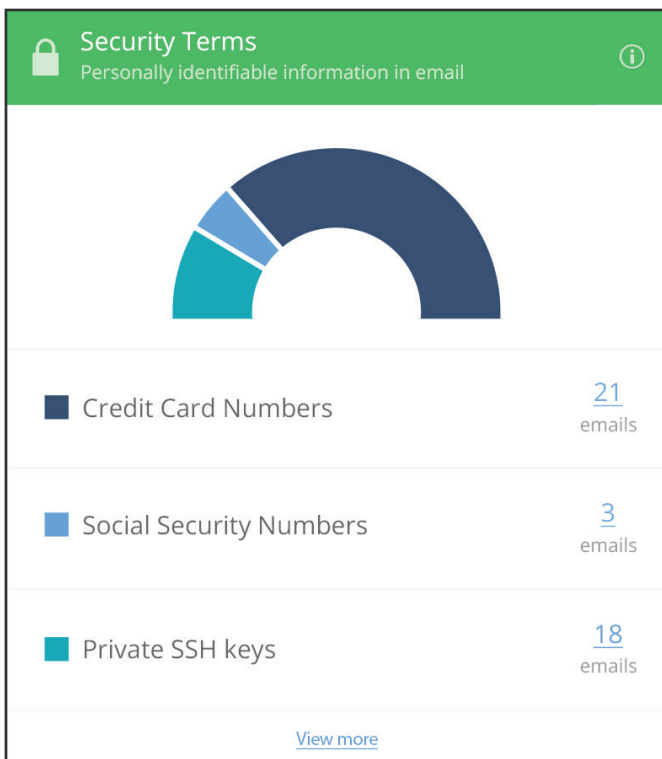 Security Terms
Personally identifiable information in email
Credit Card Numbers
21
emails
Social Security Numbers
3
emails
Private SSH keys
18
emails
View more